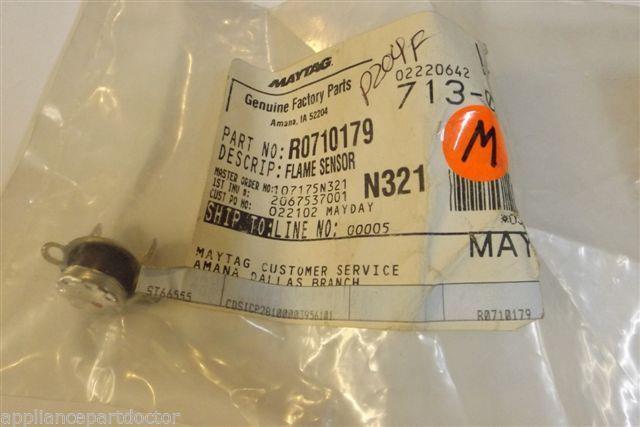 MAYTAG
Genuine Factory Parts
Amana, IA 52204
P204F
02220642
713-
M
PART NO: R0710179
DESCRIP: FLAME SENSOR
MASTER ORDER NO: 107175N321
1ST INV #: 2067537001
CUST PO NO: 022102 MAYDAY
N321
SHIP TO: LINE NO: 00005
MAYTAG CUSTOMER SERVICE
AMANA DALLAS BRANCH
MAY
ST66555
CDSICP28100003956101
R0710179
appliancepartdoctor